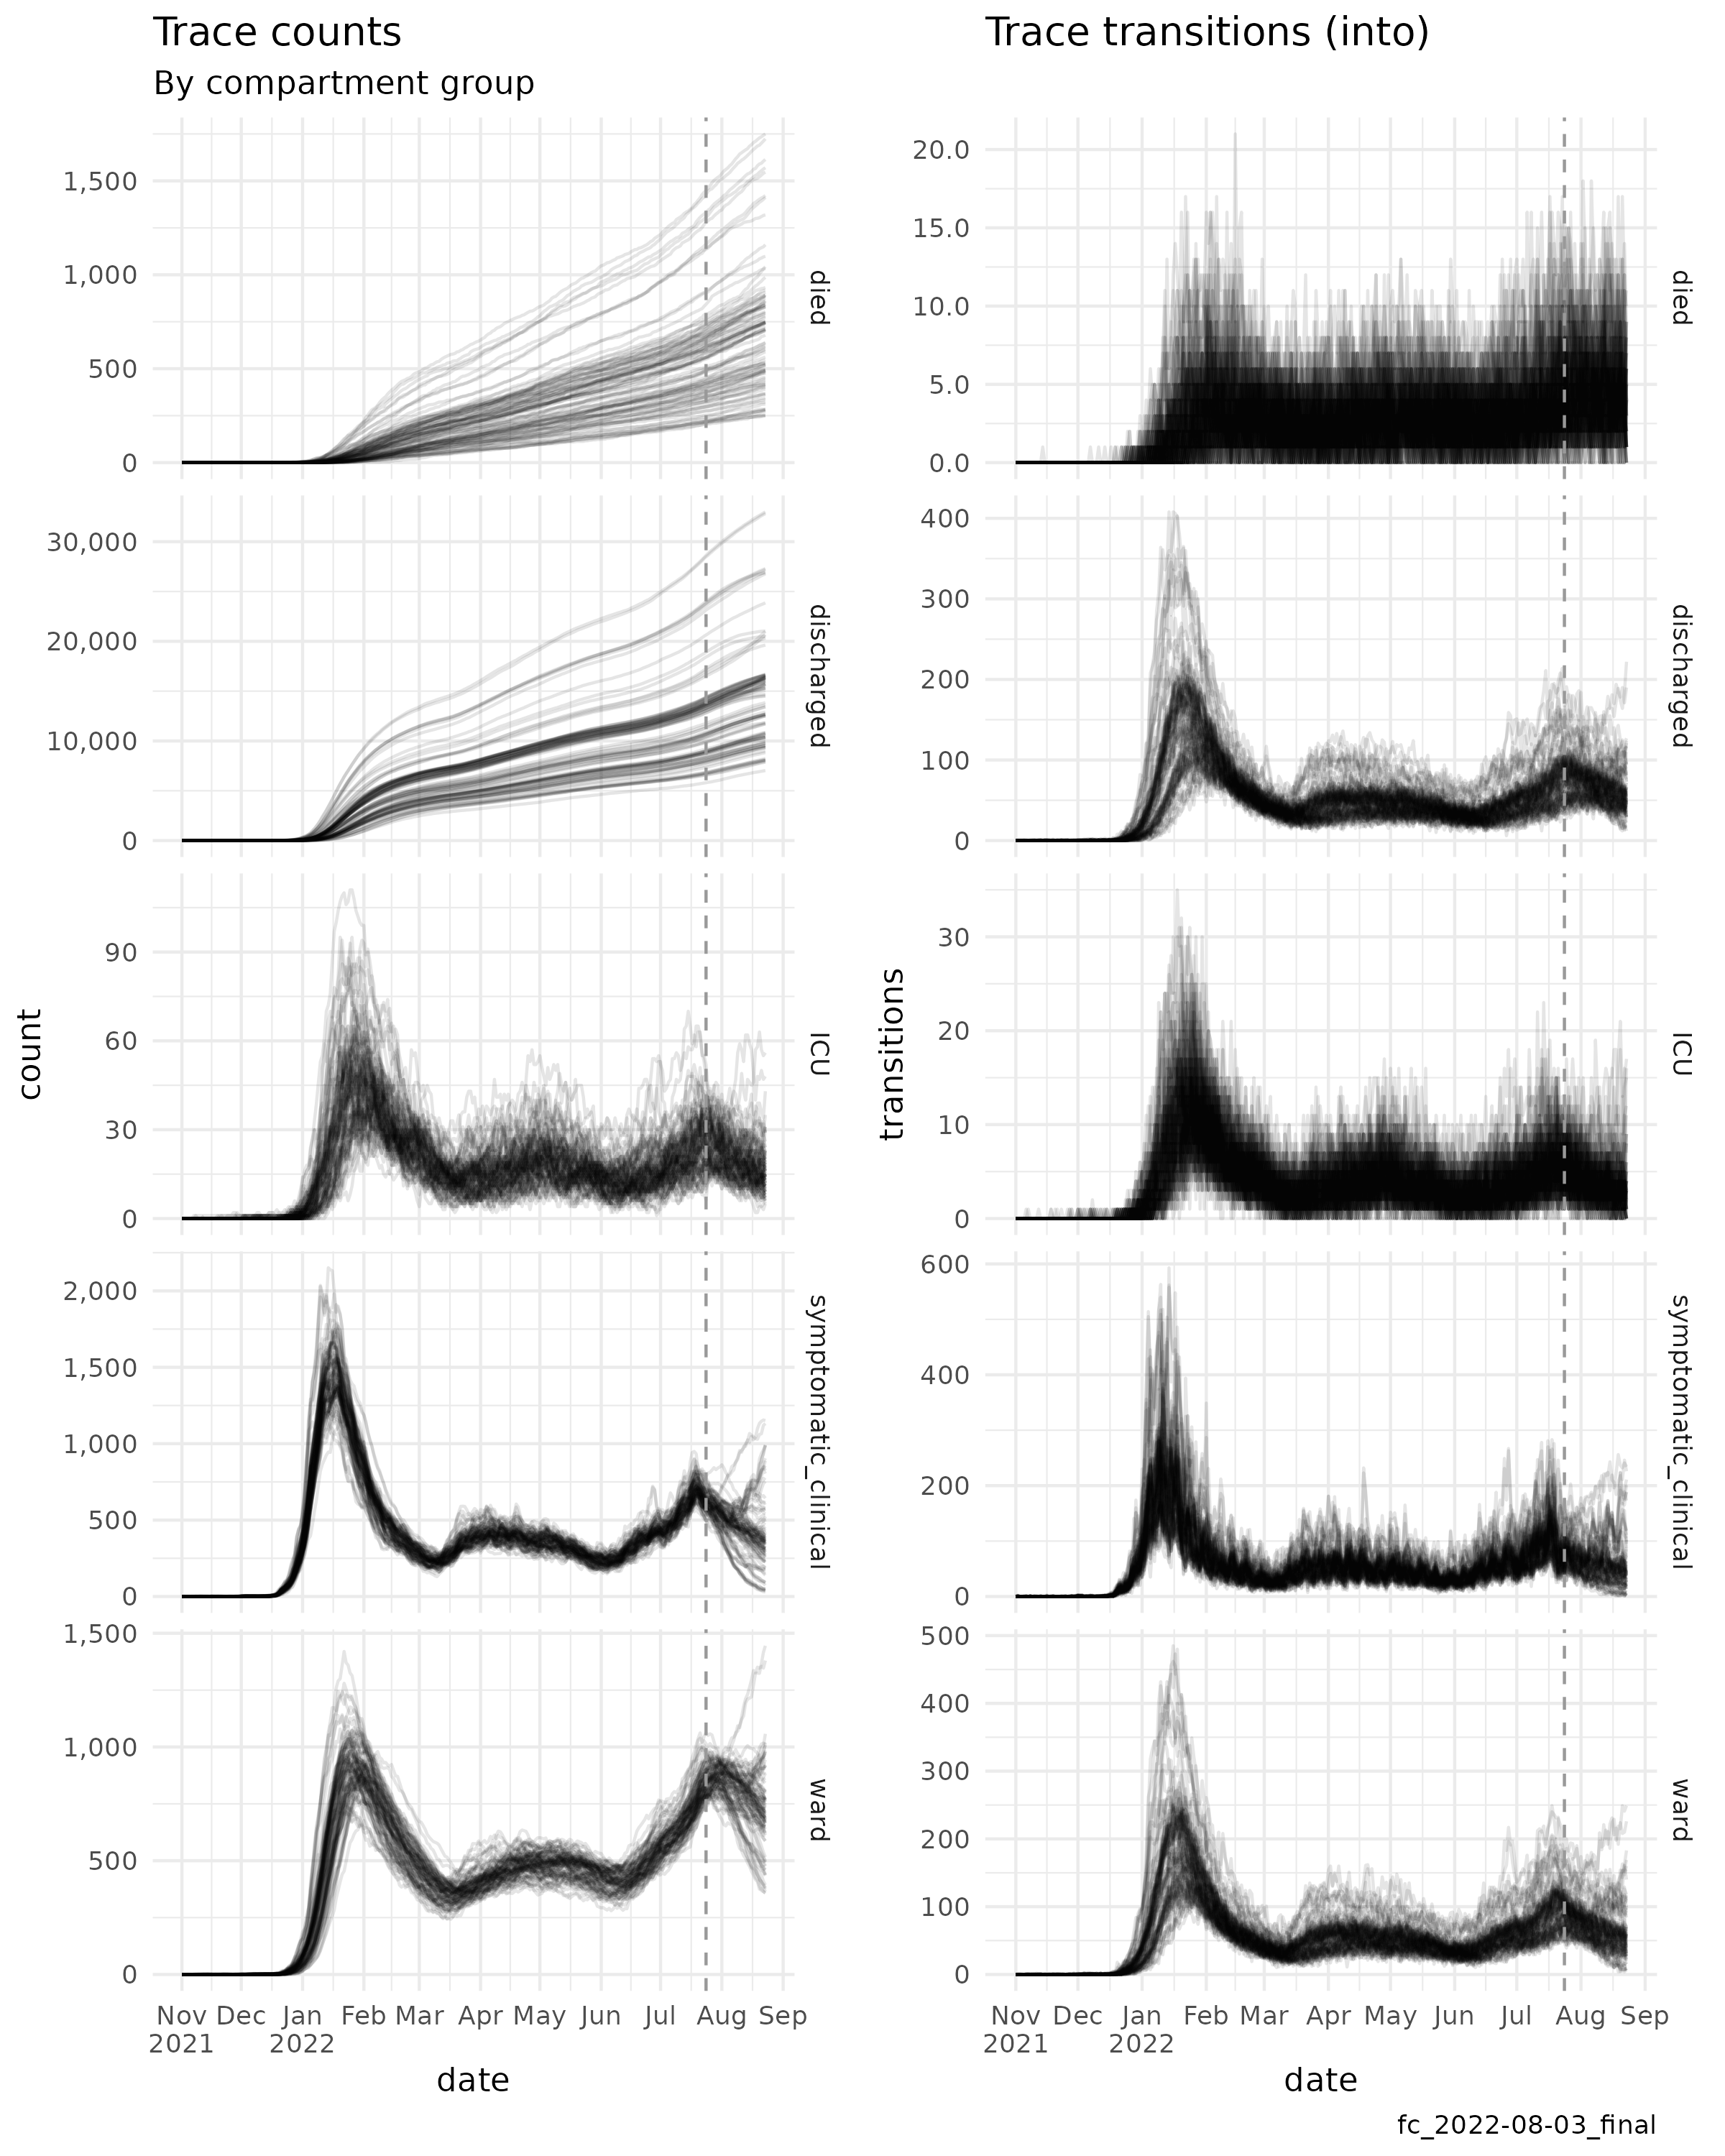 Trace counts
By compartment group
Trace transitions (into)
count
1,500
1,000
500
0
died
30,000
20,000
10,000
0
discharged
90
60
30
0
ICU
2,000
1,500
1,000
500
0
symptomatic_clinical
1,500
1,000
500
0
ward
Nov Dec Jan Feb Mar Apr May Jun Jul Aug Sep
2021 2022
date
transitions
20.0
15.0
10.0
5.0
0.0
died
400
300
200
100
0
discharged
30
20
10
0
ICU
600
400
200
0
symptomatic_clinical
500
400
300
200
100
0
ward
Nov Dec Jan Feb Mar Apr May Jun Jul Aug Sep
2021 2022
date
fc_2022-08-03_final